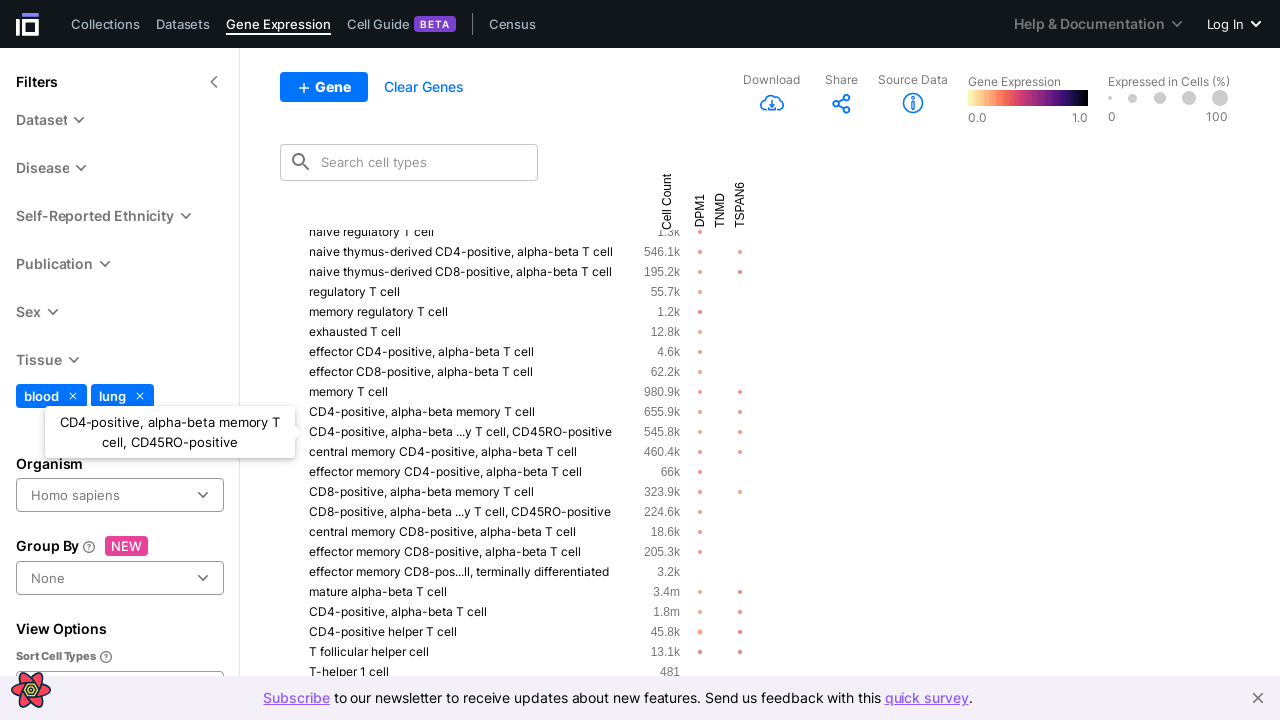 Collections Datasets Gene Expression Cell Guide BETA Census Help & Documentation Log In
Filters
Dataset
Disease
Self-Reported Ethnicity
Publication
Sex
Tissue
blood × lung ×
CD4-positive, alpha-beta memory T
cell, CD45RO-positive
Organism
Homo sapiens
Group By NEW
None
View Options
Sort Cell Types
+ Gene
Clear Genes
Download
Share
Source Data
Gene Expression
0.0 1.0
Expressed in Cells (%)
0 100
Search cell types
Cell Count
DPM1
TNMD
TSPAN6
naive regulatory T cell 1.3k
naive thymus-derived CD4-positive, alpha-beta T cell 546.1k
naive thymus-derived CD8-positive, alpha-beta T cell 195.2k
regulatory T cell 55.7k
memory regulatory T cell 1.2k
exhausted T cell 12.8k
effector CD4-positive, alpha-beta T cell 4.6k
effector CD8-positive, alpha-beta T cell 62.2k
memory T cell 980.9k
CD4-positive, alpha-beta memory T cell 655.9k
CD4-positive, alpha-beta ...y T cell, CD45RO-positive 545.8k
central memory CD4-positive, alpha-beta T cell 460.4k
effector memory CD4-positive, alpha-beta T cell 66k
CD8-positive, alpha-beta memory T cell 323.9k
CD8-positive, alpha-beta ...y T cell, CD45RO-positive 224.6k
central memory CD8-positive, alpha-beta T cell 18.6k
effector memory CD8-positive, alpha-beta T cell 205.3k
effector memory CD8-pos...ll, terminally differentiated 3.2k
mature alpha-beta T cell 3.4m
CD4-positive, alpha-beta T cell 1.8m
CD4-positive helper T cell 45.8k
T follicular helper cell 13.1k
T-helper 1 cell 481
Subscribe to our newsletter to receive updates about new features. Send us feedback with this quick survey.